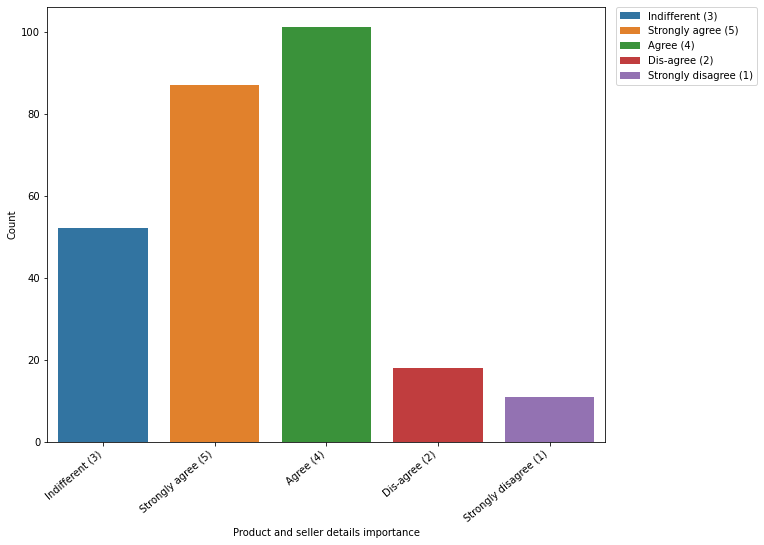 100
80
60
40
20
0
Count
Indifferent (3)
Strongly agree (5)
Agree (4)
Dis-agree (2)
Strongly disagree (1)
Product and seller details importance
Indifferent (3)
Strongly agree (5)
Agree (4)
Dis-agree (2)
Strongly disagree (1)